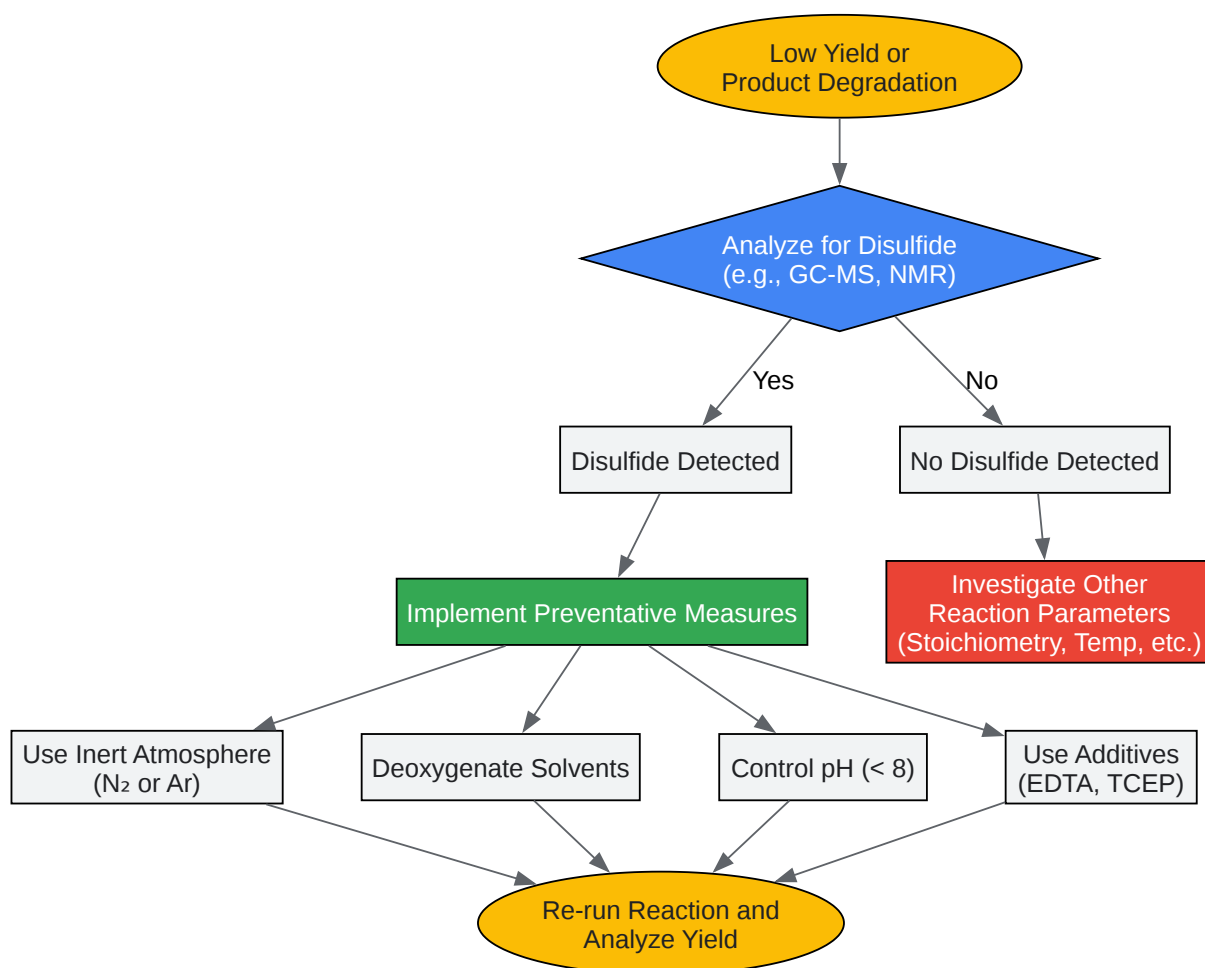 Low Yield or
Product Degradation
Analyze for Disulfide
(e.g., GC-MS, NMR)
Yes
No
Disulfide Detected
No Disulfide Detected
Implement Preventative Measures
Investigate Other
Reaction Parameters
(Stoichiometry, Temp, etc.)
Use Inert Atmosphere
(N₂ or Ar)
Deoxygenate Solvents
Control pH (< 8)
Use Additives
(EDTA, TCEP)
Re-run Reaction and
Analyze Yield